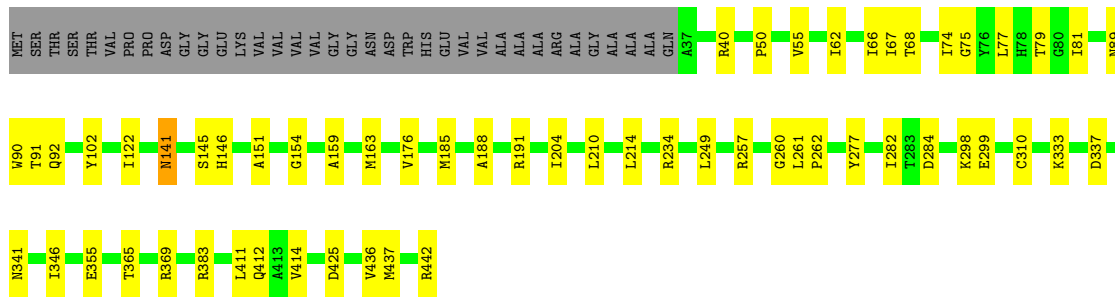 MET SER THR SER SER THR VAL PRO PRO ASP GLY GLY GLU LYS VAL VAL VAL VAL GLY GLY ASN ASP TRP HIS GLU VAL VAL ALA ALA ALA ARG ALA GLY ALA ALA ALA GLN A37 R40 P50 V55 I62 I66 I67 T68 I74 G75 Y76 L77 H78 T79 G80 I81
W90 T91 Q92 Y102 I122 N141 S145 H146 A151 G154 A159 M163 V176 M185 A188 R191 I204 L210 L214 R234 L249 R257 G260 L261 P262 Y277 I282 T283 D284 K298 E299 C310 K333 D337
N341 I346 E355 T365 R369 R383 L411 Q412 A413 V414 D425 V436 M437 R442